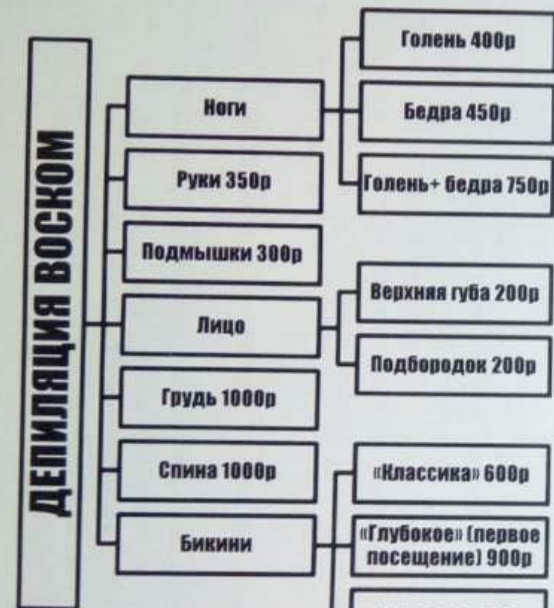 ДЕПИЛЯЦИЯ ВОСКОМ
Ноги
Голень 400р
Бедра 450р
Голень+ бедра 750р
Руки 350р
Подмышки 300р
Лицо
Верхняя губа 200р
Подбородок 200р
Грудь 1000р
Спина 1000р
Бикини
«Классика» 600р
«Глубокое» (первое
посещение) 900р